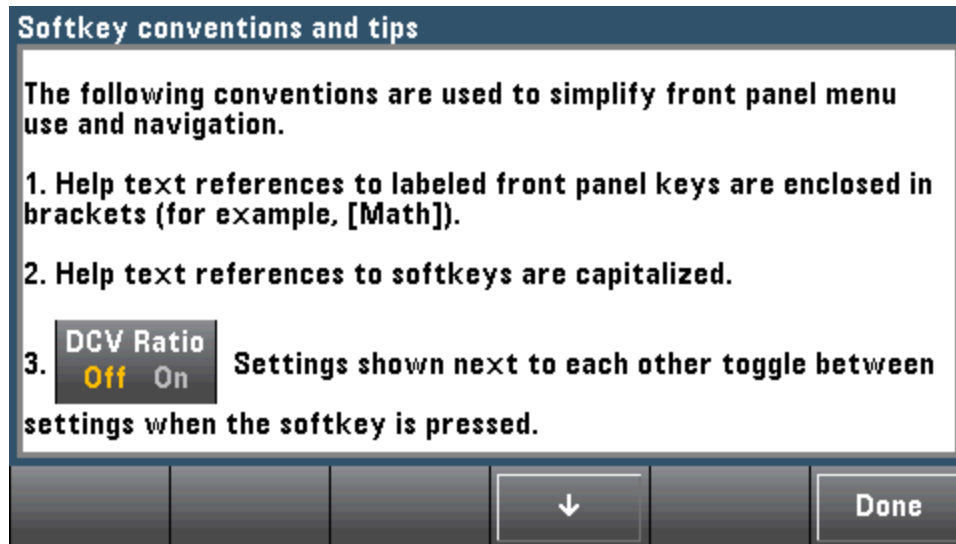 Softkey conventions and tips
The following conventions are used to simplify front panel menu
use and navigation.
1. Help text references to labeled front panel keys are enclosed in
brackets (for example, [Math]).
2. Help text references to softkeys are capitalized.
3. DCV Ratio
Off On
Settings shown next to each other toggle between
settings when the softkey is pressed.
↓
Done